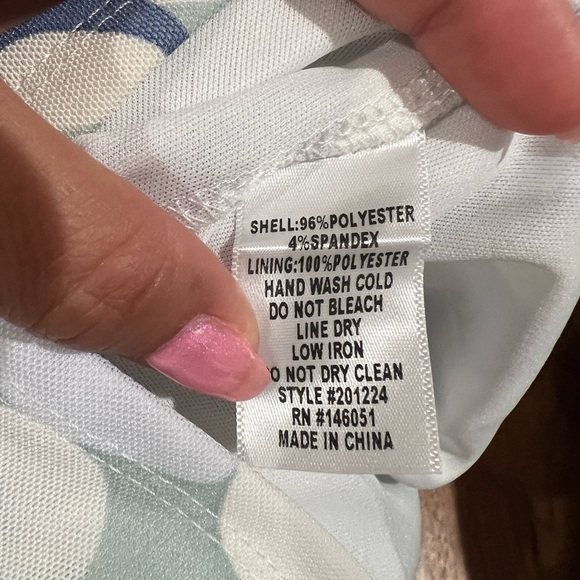 SHELL:96%POLYESTER
4%SPANDEX
LINING:100%POLYESTER
HAND WASH COLD
DO NOT BLEACH
LINE DRY
LOW IRON
DO NOT DRY CLEAN
STYLE #201224
RN #146051
MADE IN CHINA